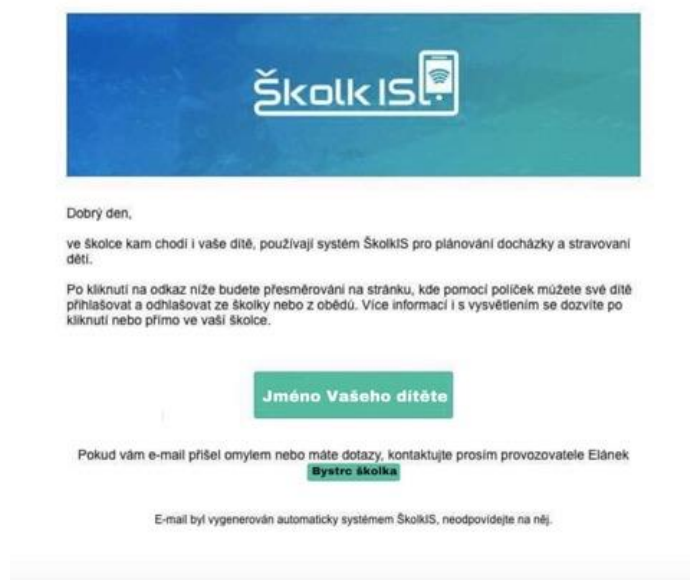 ŠkolkIS
Dobrý den,
ve školce kam chodí i vaše dítě, používají systém ŠkolkIS pro plánování docházky a stravovaní
dětí.
Po kliknutí na odkaz níže budete přesměrováni na stránku, kde pomocí políček můžete své dítě
přihlašovat a odhlašovat ze školky nebo z obědů. Více informací i s vysvětlením se dozvíte po
kliknutí nebo přímo ve vaší školce.
Jméno Vašeho dítěte
Pokud vám e-mail přišel omylem nebo máte dotazy, kontaktujte prosím provozovatele Elánek
Bystrc školka
E-mail byl vygenerován automaticky systémem ŠkolkIS, neodpovídejte na něj.